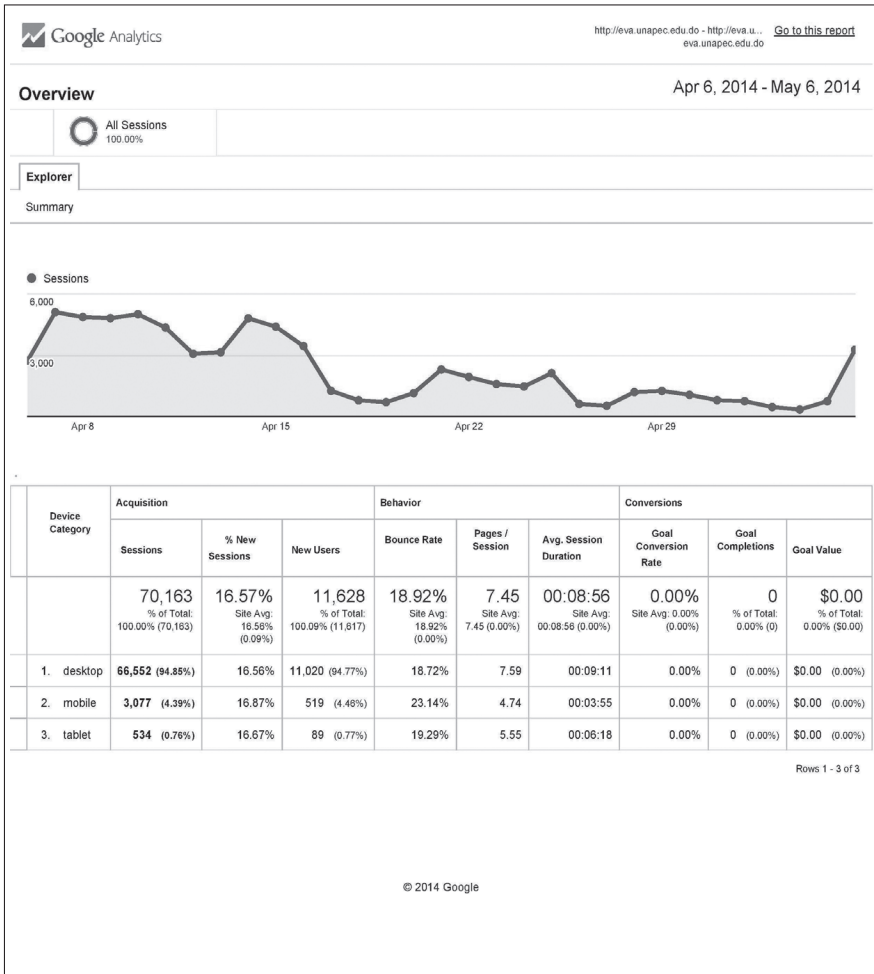 Google Analytics
http://eva.unapec.edu.do - http://eva.u... Go to this report
eva.unapec.edu.do
Overview
Apr 6, 2014 - May 6, 2014
All Sessions
100.00%
Explorer
Summary
Sessions
6,000
3,000
Apr 8 Apr 15 Apr 22 Apr 29
Device Category Acquisition Behavior Conversions
Sessions % New Sessions New Users Bounce Rate Pages / Session Avg. Session Duration Goal Conversion Rate Goal Completions Goal Value
70,163 16.57% 11,628 18.92% 7.45 00:08:56 0.00% 0 $0.00
% of Total: 100.00% (70,163) Site Avg: 16.56% (0.09%) % of Total: 100.09% (11,617) Site Avg: 18.92% (0.00%) Site Avg: 7.45 (0.00%) Site Avg: 00:08:56 (0.00%) Site Avg: 0.00% (0.00%) % of Total: 0.00% (0) % of Total: 0.00% ($0.00)
1. desktop 66,552 (94.85%) 16.56% 11,020 (94.77%) 18.72% 7.59 00:09:11 0.00% 0 (0.00%) $0.00 (0.00%)
2. mobile 3,077 (4.39%) 16.87% 519 (4.46%) 23.14% 4.74 00:03:55 0.00% 0 (0.00%) $0.00 (0.00%)
3. tablet 534 (0.76%) 16.67% 89 (0.77%) 19.29% 5.55 00:06:18 0.00% 0 (0.00%) $0.00 (0.00%)
Rows 1 - 3 of 3
© 2014 Google